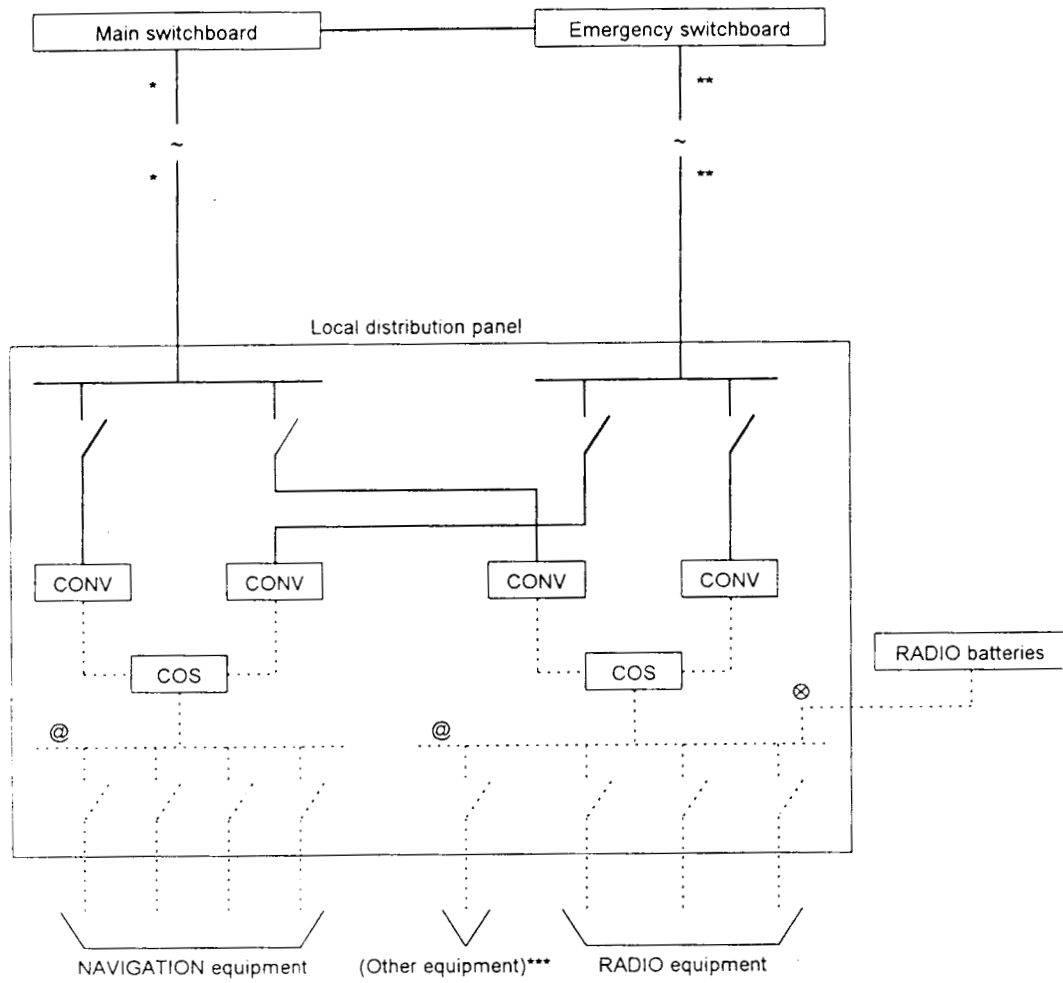 Main switchboard
Emergency switchboard
*
**
~
~
*
**
Local distribution panel
CONV
CONV
CONV
CONV
COS
COS
RADIO batteries
⊗
@
@
NAVIGATION equipment
(Other equipment)***
RADIO equipment